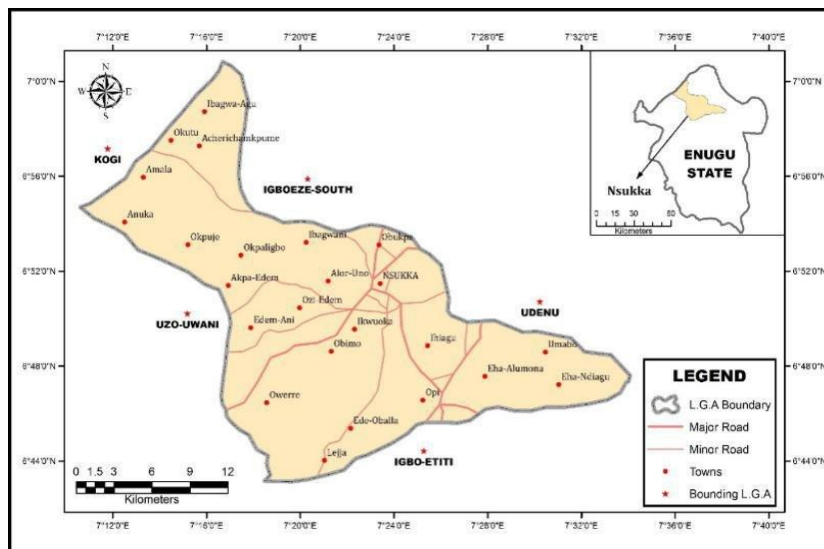 7°12'0"E 7°16'0"E 7°20'0"E 7°24'0"E 7°28'0"E 7°32'0"E 7°36'0"E 7°40'0"E
7°0'0"N
7°0'0"N
N
W E
S
ENUGU
STATE
Nsukka
0 15 30 60
Kilometers
Ibagwa-Agu
Okutu
Acherichamkpume
KOGI
6°56'0"N
6°56'0"N
Amala
IGBOEZE-SOUTH
Anuka
Okpuje
Okpaligbo
Ibagwani
Obukpa
6°52'0"N
6°52'0"N
Akpa-Edem
Alor-Uno
NSUKKA
Ozi-Edem
UZO-UWANI
Edem-Ani
Ikwuoka
UDENU
Obimo
Ihiagu
6°48'0"N
6°48'0"N
Eha-Alumona
Eha-Ndiagu
Owerre
Opi
Ede-Oballa
Lejja
IGBO-ETITI
6°44'0"N
6°44'0"N
LEGEND
L.G.A Boundary
Major Road
Minor Road
Towns
Bounding L.G.A
0 1.5 3 6 9 12
Kilometers
7°12'0"E 7°16'0"E 7°20'0"E 7°24'0"E 7°28'0"E 7°32'0"E 7°36'0"E 7°40'0"E